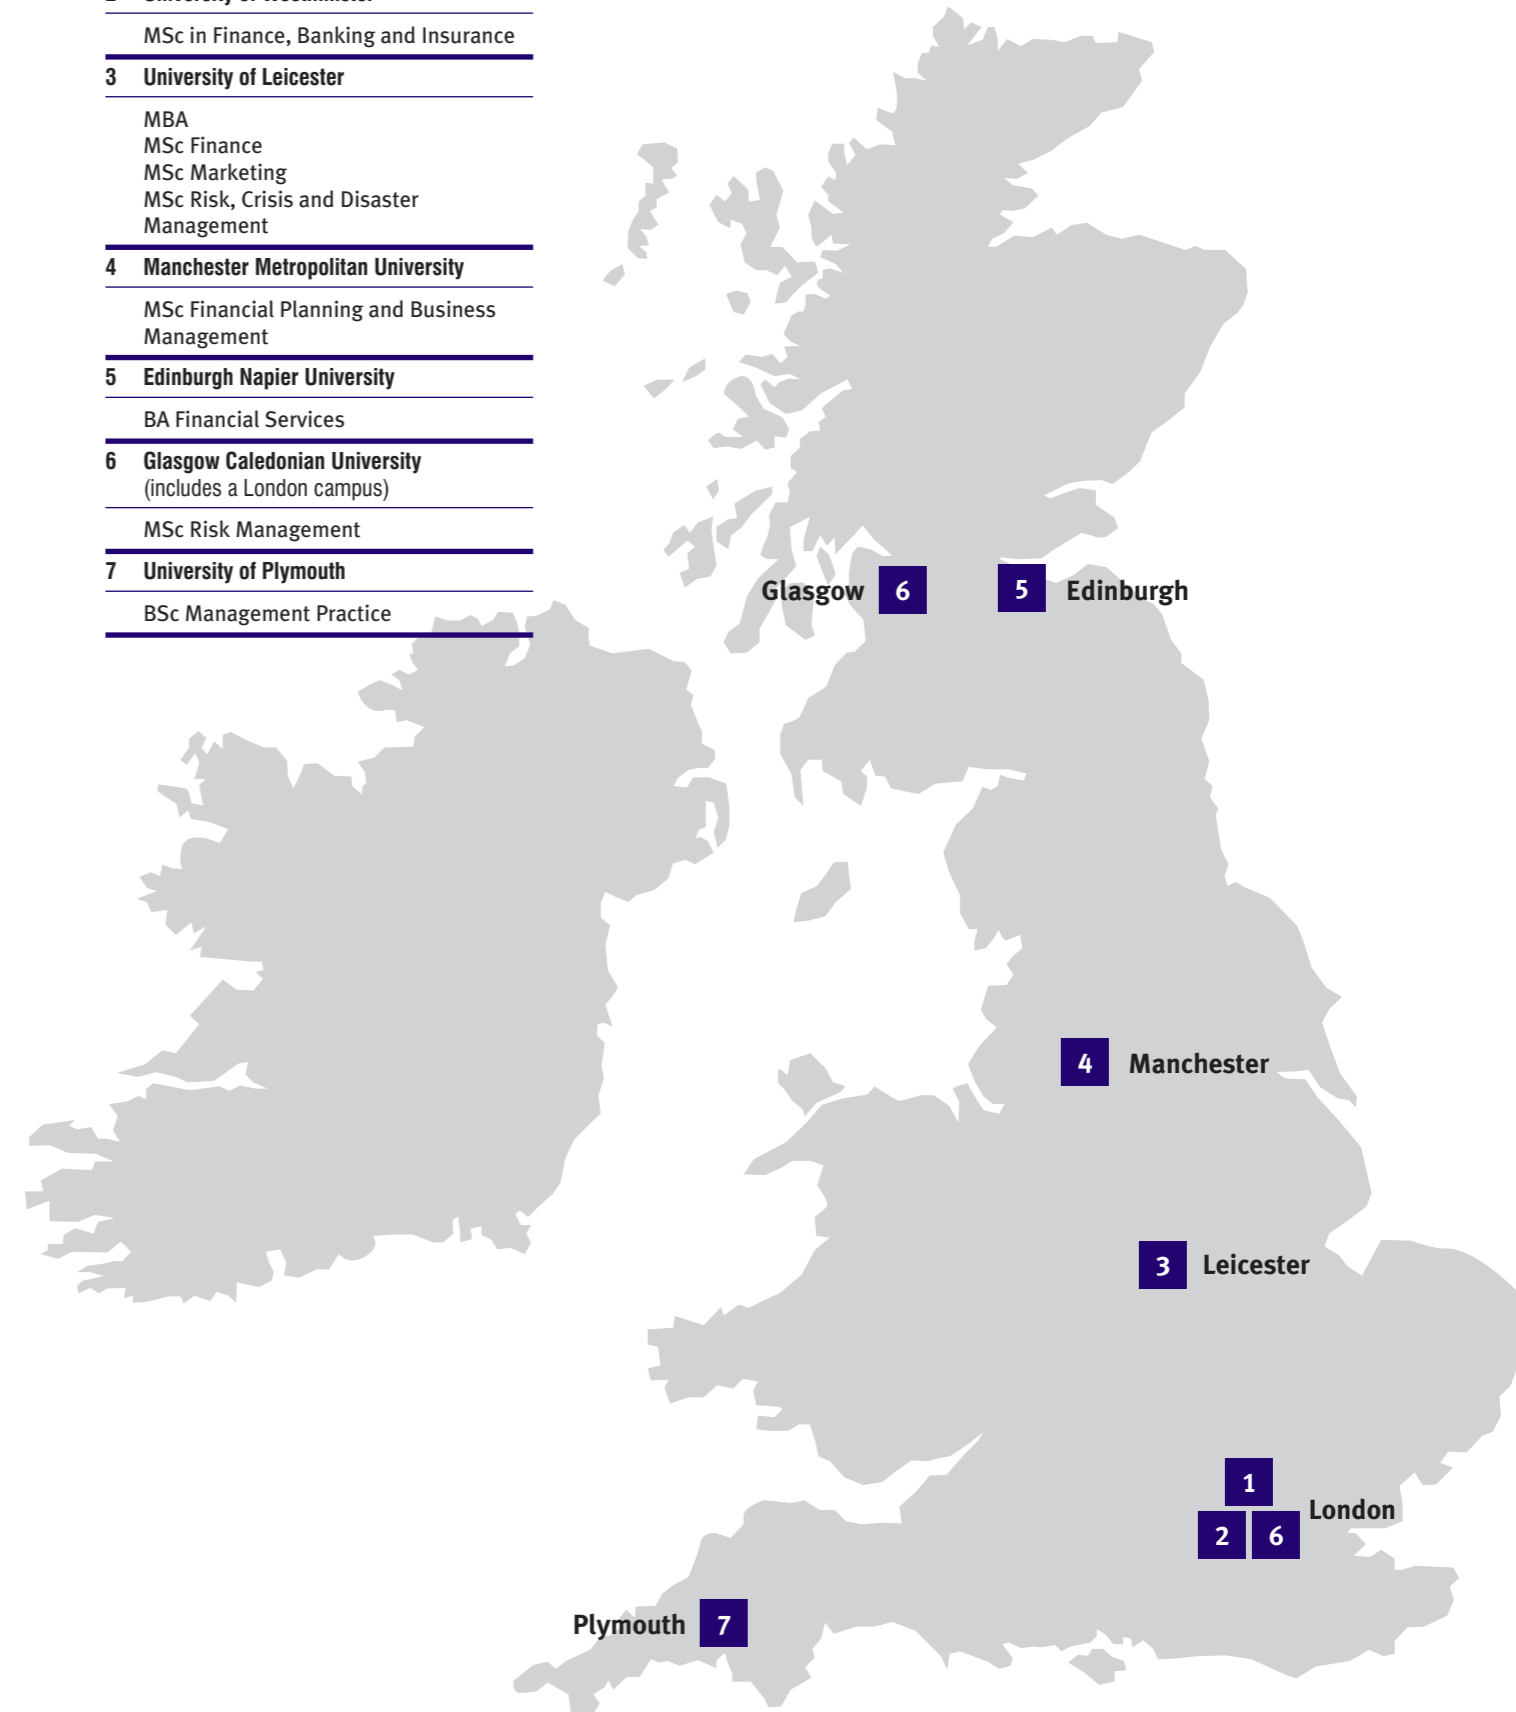 MSc in Finance, Banking and Insurance
3 University of Leicester
MBA
MSc Finance
MSc Marketing
MSc Risk, Crisis and Disaster
Management
4 Manchester Metropolitan University
MSc Financial Planning and Business
Management
5 Edinburgh Napier University
BA Financial Services
6 Glasgow Caledonian University
(includes a London campus)
MSc Risk Management
7 University of Plymouth
BSc Management Practice
Glasgow 6
5 Edinburgh
4 Manchester
3 Leicester
1
London
2 6
Plymouth 7